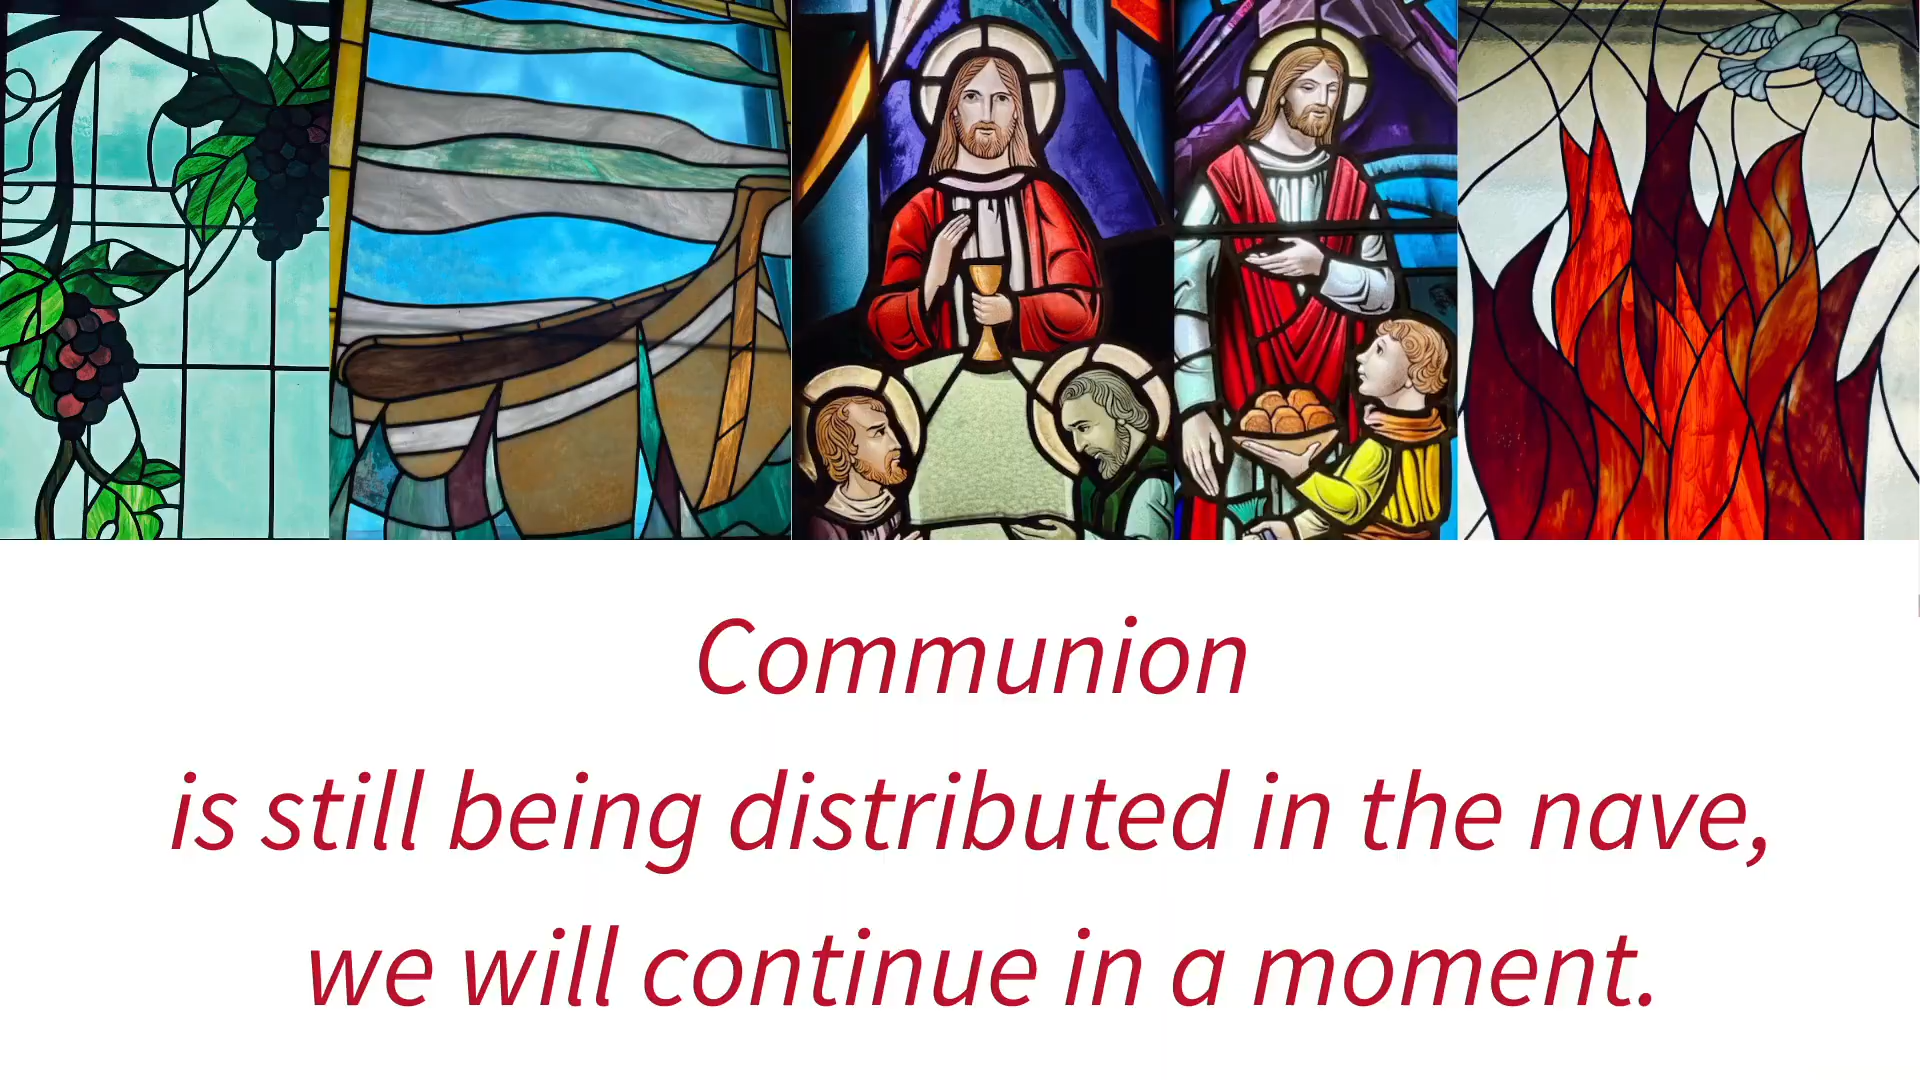 Communion
is still being distributed in the nave,
we will continue in a moment.